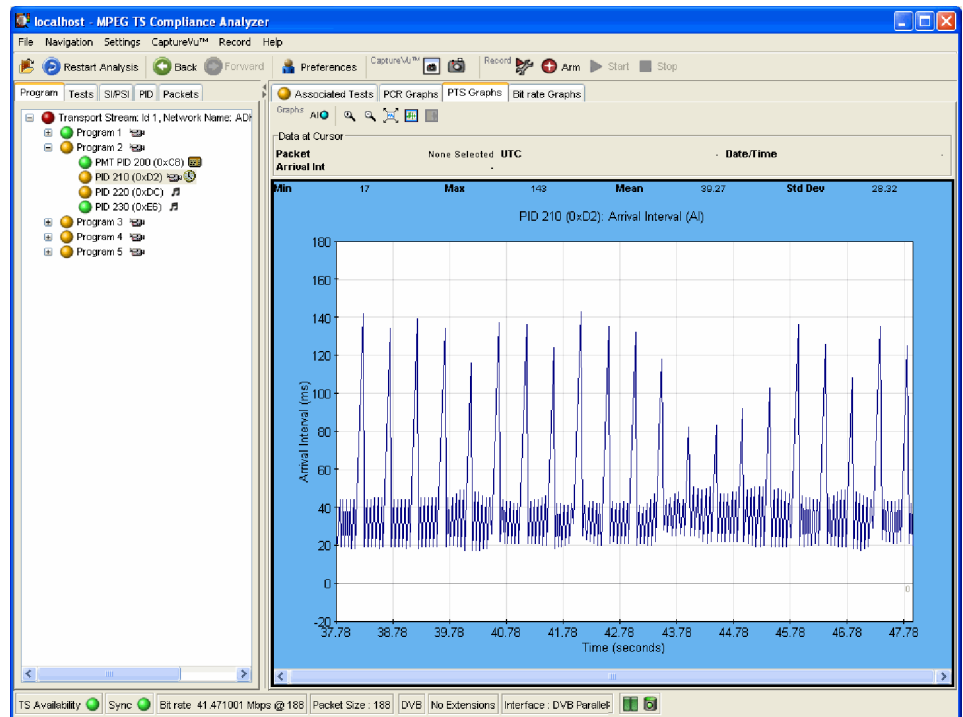 localhost - MPEG TS Compliance Analyzer
File Navigation Settings CaptureVu™ Record Help
Restart Analysis Back Forward Preferences CaptureVu™ Record Arm Start Stop
Program Tests SI/PSI PID Packets
Associated Tests PCR Graphs PTS Graphs Bit rate Graphs
Transport Stream: Id 1, Network Name:
Program 1
Program 2
PMT PID 200 (0xC8)
PID 210 (0xD2)
PID 220 (0xDC)
PID 230 (0xE6)
Program 3
Program 4
Program 5
Graphs AI
Data at Cursor
Packet None Selected UTC - Date/Time -
Arrival Int -
Min 17 Max 143 Mean 39.27 Std Dev 28.32
PID 210 (0xD2): Arrival Interval (AI)
180
160
140
120
100
80
60
40
20
0
-20
Arrival Interval (ms)
0
37.78 38.78 39.78 40.78 41.78 42.78 43.78 44.78 45.78 46.78 47.78
Time (seconds)
TS Availability Sync Bit rate 41.471001 Mbps @ 188 Packet Size : 188 DVB No Extensions Interface : DVB Parallel